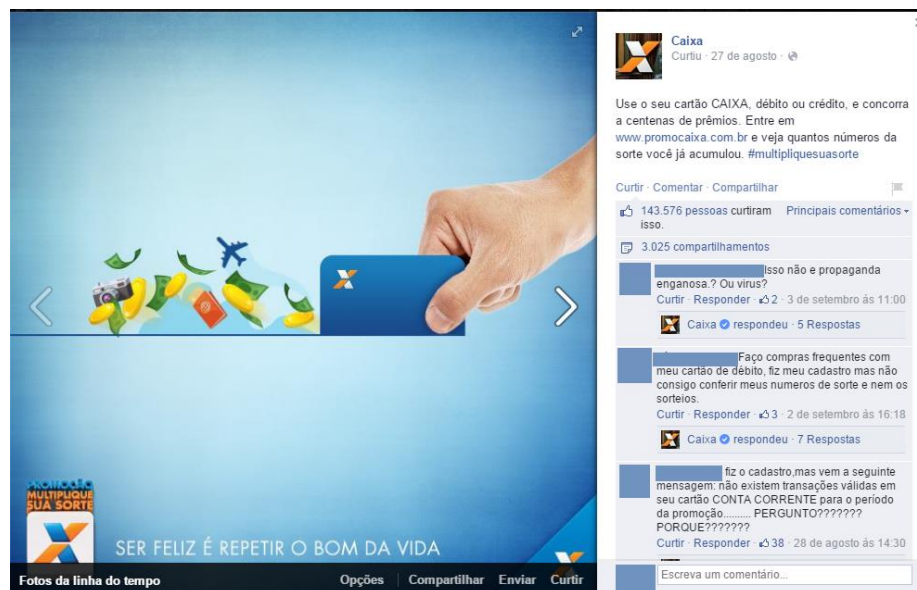 PROMOÇÃO
MULTIPLIQUE
SUA SORTE
SER FELIZ É REPETIR O BOM DA VIDA
Fotos da linha do tempo
Opções Compartilhar Enviar Curtir
Caixa
Curtiu · 27 de agosto ·
Use o seu cartão CAIXA, débito ou crédito, e concorra
a centenas de prêmios. Entre em
www.promocaixa.com.br e veja quantos números da
sorte você já acumulou. #multipliquesuasorte
Curtir · Comentar · Compartilhar
143.576 pessoas curtiram Principais comentários
isso.
3.025 compartilhamentos
Isso não e propaganda
enganosa.? Ou virus?
Curtir · Responder · 2 · 3 de setembro às 11:00
Caixa respondeu · 5 Respostas
Faço compras frequentes com
meu cartão de débito, fiz meu cadastro mas não
consigo conferir meus numeros de sorte e nem os
sorteios.
Curtir · Responder · 3 · 2 de setembro às 16:18
Caixa respondeu · 7 Respostas
fiz o cadastro,mas vem a seguinte
mensagem: não existem transações válidas em
seu cartão CONTA CORRENTE para o período
da promoção.......... PERGUNTO???????
PORQUE???????
Curtir · Responder · 38 · 28 de agosto às 14:30
Escreva um comentário...